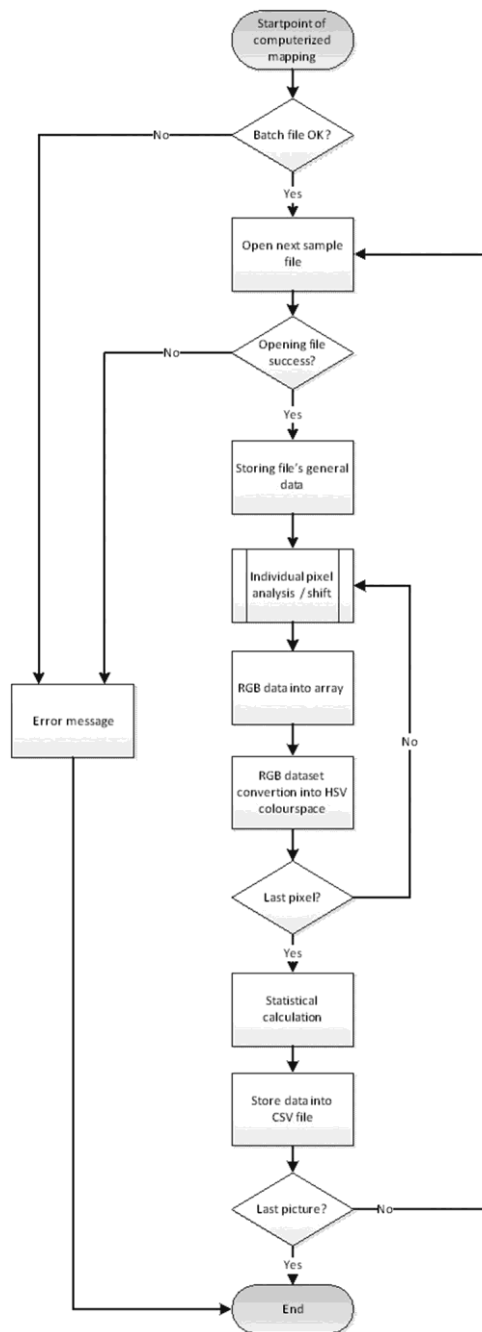 Startpoint of
computerized
mapping
Batch file OK?
No
Yes
Open next sample
file
Opening file
success?
No
Yes
Storing file's general
data
Individual pixel
analysis / shift
RGB data into array
Error message
No
RGB dataset
convertion into HSV
colourspace
Last pixel?
Yes
Statistical
calculation
Store data into
CSV file
Last picture?
No
Yes
End